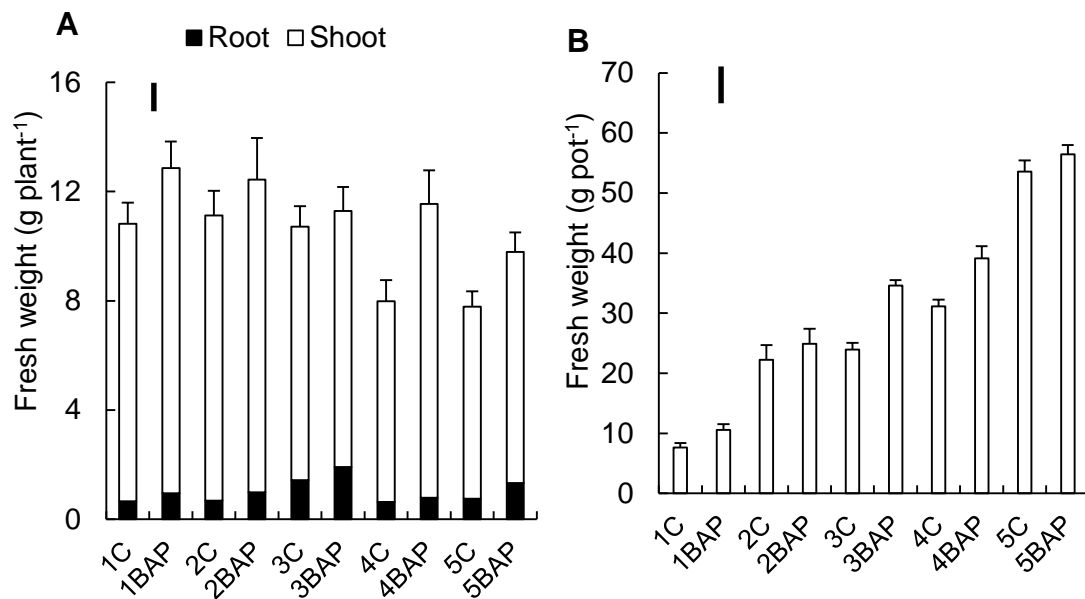 A
Root Shoot
Fresh weight (g plant-1)
16
12
8
4
0
1C
1BAP
2C
2BAP
3C
3BAP
4C
4BAP
5C
5BAP
B
Fresh weight (g pot-1)
70
60
50
40
30
20
10
0
1C
1BAP
2C
2BAP
3C
3BAP
4C
4BAP
5C
5BAP